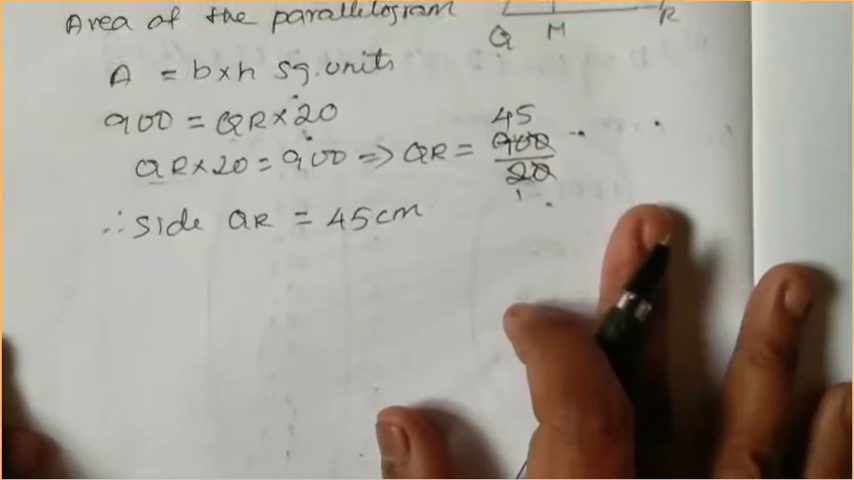 Area of the parallelogram
Q M R
A = b×h sq.units
900 = QR×20
QR×20 = 900 => QR = 900/20
45
1
∴ side QR = 45cm